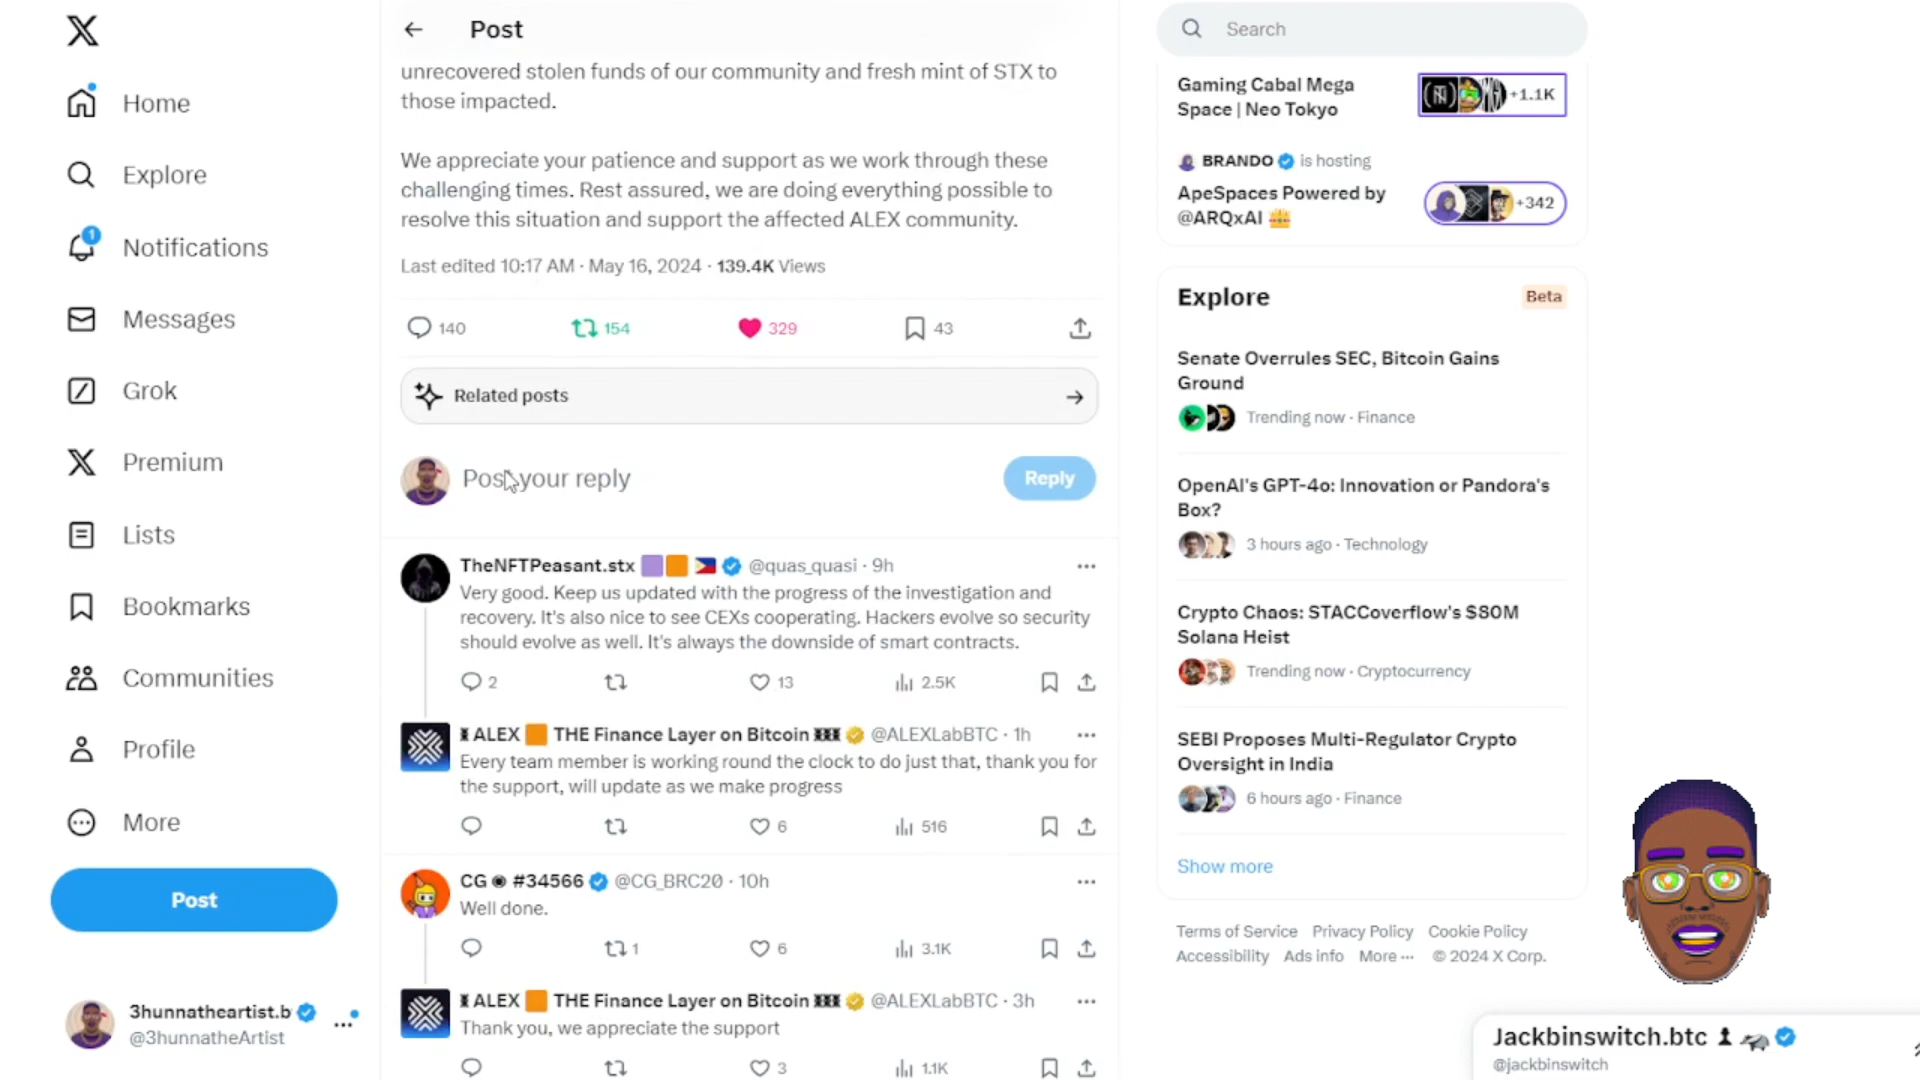 Home
Explore
1
Notifications
Messages
Grok
Premium
Lists
Bookmarks
Communities
Profile
More
Post
3hunnatheartist.b
@3hunnatheArtist
Post
unrecovered stolen funds of our community and fresh mint of STX to
those impacted.
We appreciate your patience and support as we work through these
challenging times. Rest assured, we are doing everything possible to
resolve this situation and support the affected ALEX community.
Last edited 10:17 AM · May 16, 2024 · 139.4K Views
140 154 329 43
Related posts
Post your reply
Reply
TheNFTPeasant.stx @quas_quasi · 9h
Very good. Keep us updated with the progress of the investigation and
recovery. It's also nice to see CEXs cooperating. Hackers evolve so security
should evolve as well. It's always the downside of smart contracts.
2 13 2.5K
ALEX THE Finance Layer on Bitcoin @ALEXLabBTC · 1h
Every team member is working round the clock to do just that, thank you for
the support, will update as we make progress
6 516
CG #34566 @CG_BRC20 · 10h
Well done.
1 6 3.1K
ALEX THE Finance Layer on Bitcoin @ALEXLabBTC · 3h
Thank you, we appreciate the support
3 1.1K
Search
Gaming Cabal Mega
Space | Neo Tokyo
+1.1K
BRANDO is hosting
ApeSpaces Powered by
@ARQxAI
+342
Explore
Beta
Senate Overrules SEC, Bitcoin Gains
Ground
Trending now · Finance
OpenAI's GPT-4o: Innovation or Pandora's
Box?
3 hours ago · Technology
Crypto Chaos: STACCoverflow's $80M
Solana Heist
Trending now · Cryptocurrency
SEBI Proposes Multi-Regulator Crypto
Oversight in India
6 hours ago · Finance
Show more
Terms of Service Privacy Policy Cookie Policy
Accessibility Ads info More ··· © 2024 X Corp.
Jackbinswitch.btc
@jackbinswitch